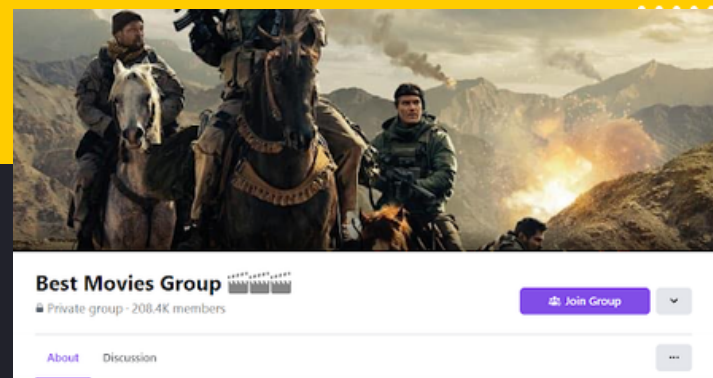 Best Movies Group 🎬🎬🎬
Private group · 208.4K members
Join Group
About Discussion